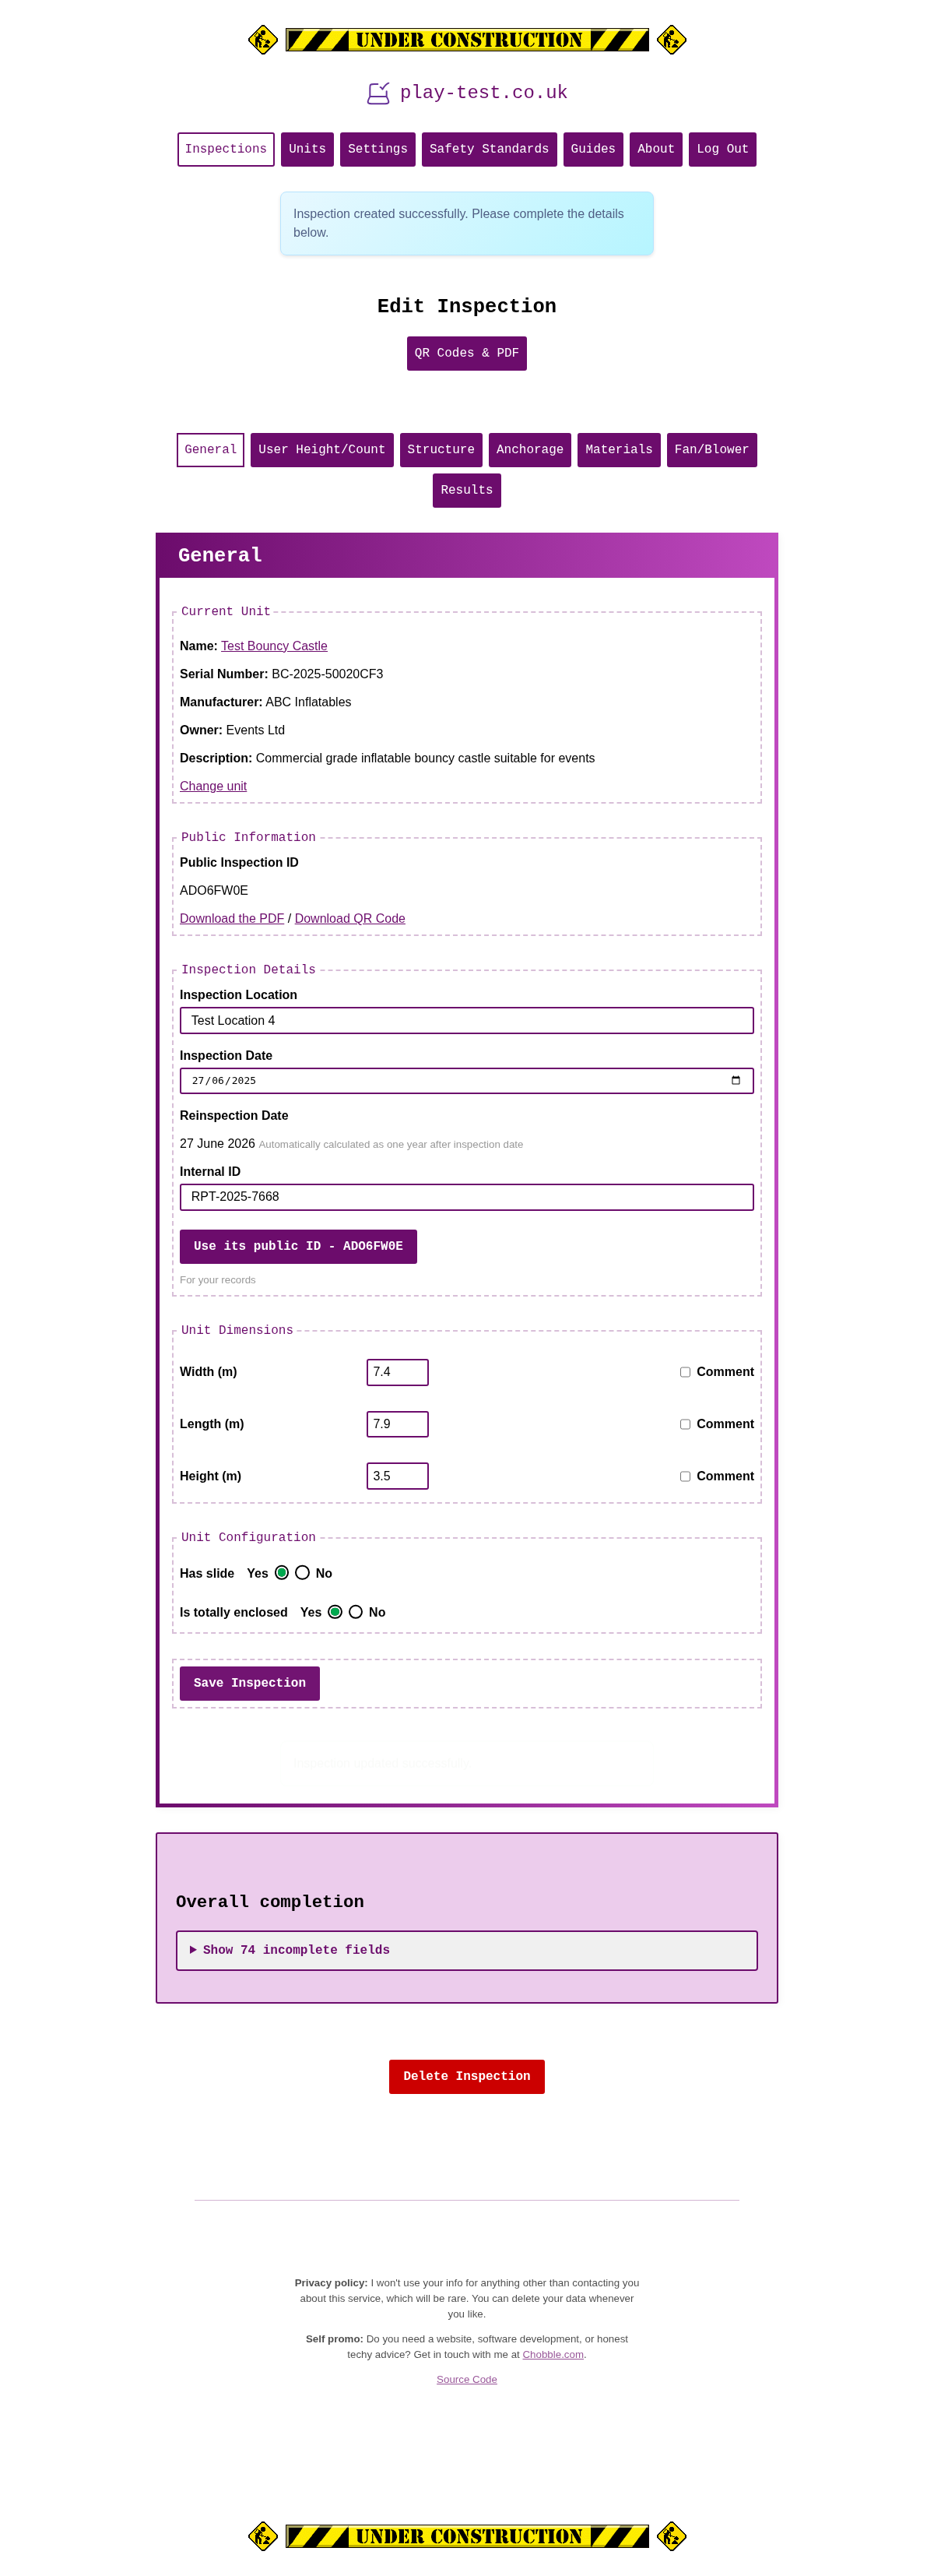 UNDER CONSTRUCTION
play-test.co.uk
Inspections Units Settings Safety Standards Guides About Log Out
Inspection created successfully. Please complete the details
below.
Edit Inspection
QR Codes & PDF
General User Height/Count Structure Anchorage Materials Fan/Blower
Results
General
Current Unit
Name: Test Bouncy Castle
Serial Number: BC-2025-50020CF3
Manufacturer: ABC Inflatables
Owner: Events Ltd
Description: Commercial grade inflatable bouncy castle suitable for events
Change unit
Public Information
Public Inspection ID
ADO6FW0E
Download the PDF / Download QR Code
Inspection Details
Inspection Location
Test Location 4
Inspection Date
27/06/2025
Reinspection Date
27 June 2026 Automatically calculated as one year after inspection date
Internal ID
RPT-2025-7668
Use its public ID - ADO6FW0E
For your records
Unit Dimensions
Width (m) 7.4 Comment
Length (m) 7.9 Comment
Height (m) 3.5 Comment
Unit Configuration
Has slide Yes No
Is totally enclosed Yes No
Save Inspection
Overall completion
Show 74 incomplete fields
Delete Inspection
Privacy policy: I won't use your info for anything other than contacting you
about this service, which will be rare. You can delete your data whenever
you like.
Self promo: Do you need a website, software development, or honest
techy advice? Get in touch with me at Chobble.com.
Source Code
UNDER CONSTRUCTION